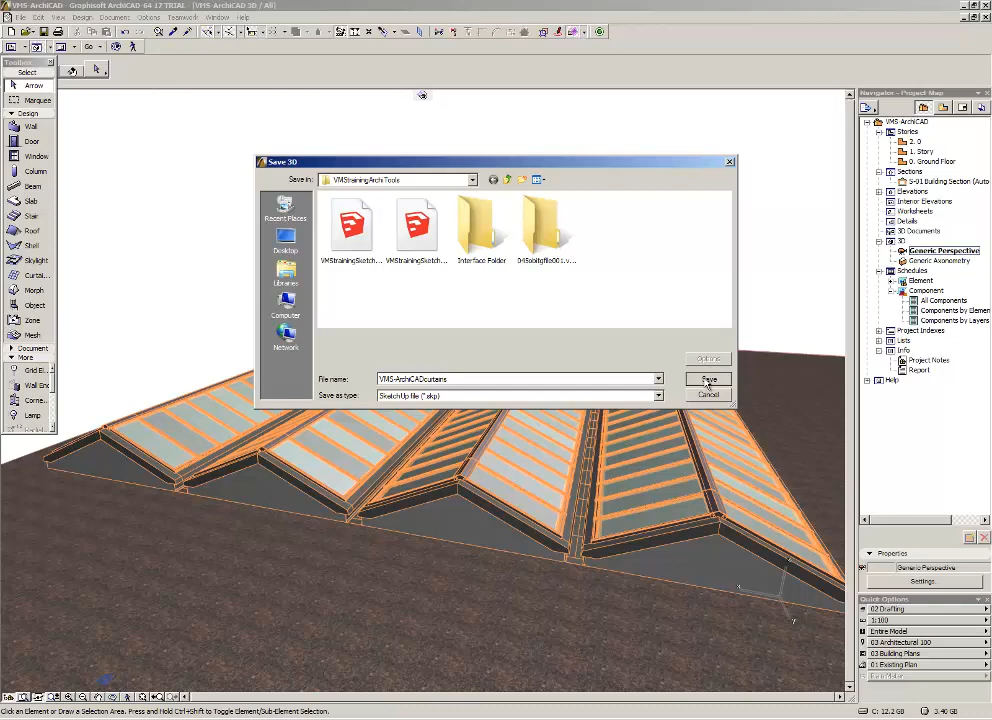 VMS-ArchiCAD - Graphisoft ArchiCAD-64 17 TRIAL - [VMS-ArchiCAD 3D / All]
File Edit View Design Document Options Teamwork Window Help
Go
Toolbox
Select
Arrow
Marquee
Design
Wall
Door
Window
Column
Beam
Slab
Stair
Roof
Shell
Skylight
Curtai...
Morph
Object
Zone
Mesh
Document
More
Grid El...
Wall End
Corne...
Lamp
Save 3D
Save in: VMStrainingArchiTools
Recent Places
Desktop
Libraries
Computer
Network
VMStrainingSketch... VMStrainingSketch... Interface Folder
Options
File name: VMS-ArchiCADcurtains Save
Save as type: SketchUp file (*.skp) Cancel
Navigator - Project Map
VMS-ArchiCAD
Stories
2. 0
1. Story
0. Ground Floor
Sections
S-01 Building Section (Auto
Elevations
Interior Elevations
Worksheets
Details
3D Documents
3D
Generic Perspective
Generic Axonometry
Schedules
Element
Component
All Components
Components by Elemen
Components by Layers
Project Indexes
Lists
Info
Project Notes
Report
Help
Properties
Generic Perspective
Settings...
Quick Options
02 Drafting
1:100
Entire Model
03 Architectural 100
03 Building Plans
01 Existing Plan
Click an Element or Draw a Selection Area. Press and Hold Ctrl+Shift to Toggle Element/Sub-Element Selection.
C: 12.2 GB 3.40 GB